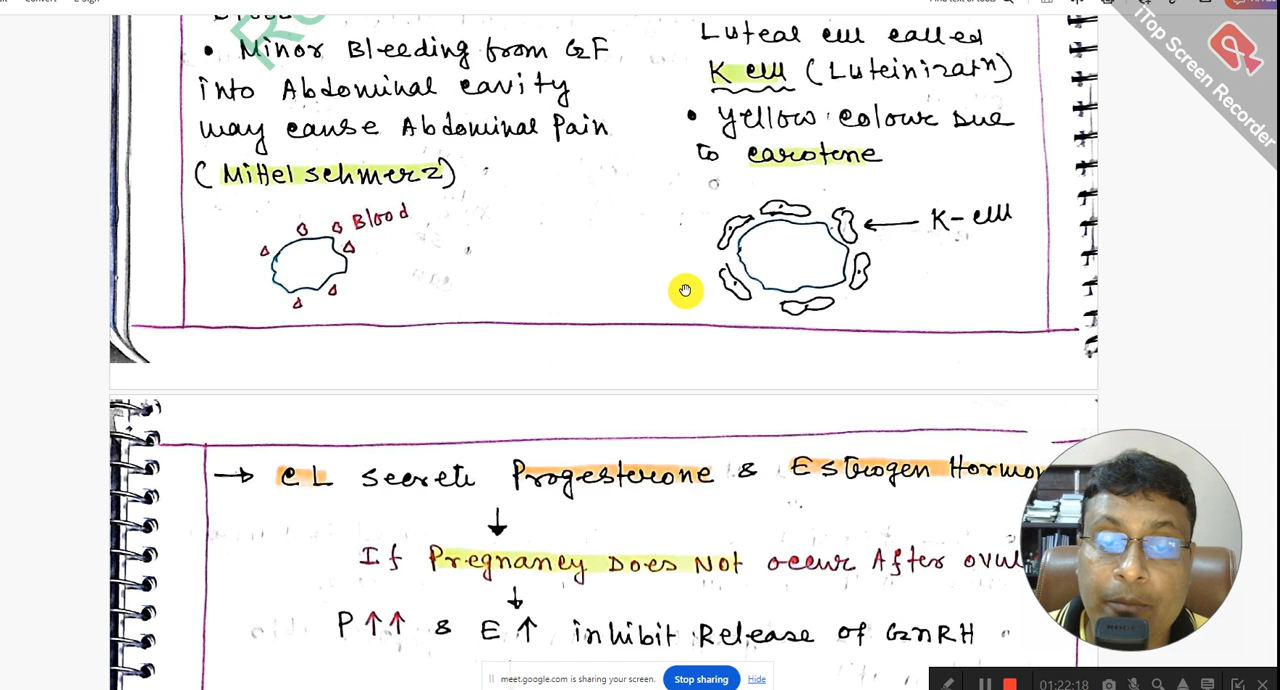 • Minor Bleeding from GF
into Abdominal cavity
may cause Abdominal Pain
(Mittelschmerz)
Blood
Luteal cell called
K cell (Luteinizatn)
• Yellow colour Due
to carotene
K-cell
→ CL secrete Progesterone & Estrogen Hormon
↓
If Pregnancy Does Not occur After ovul
↓
P ↑↑ & E ↑ inhibit Release of GnRH
iTop Screen Recorder
meet.google.com is sharing your screen.
Stop sharing
Hide
01:22:18